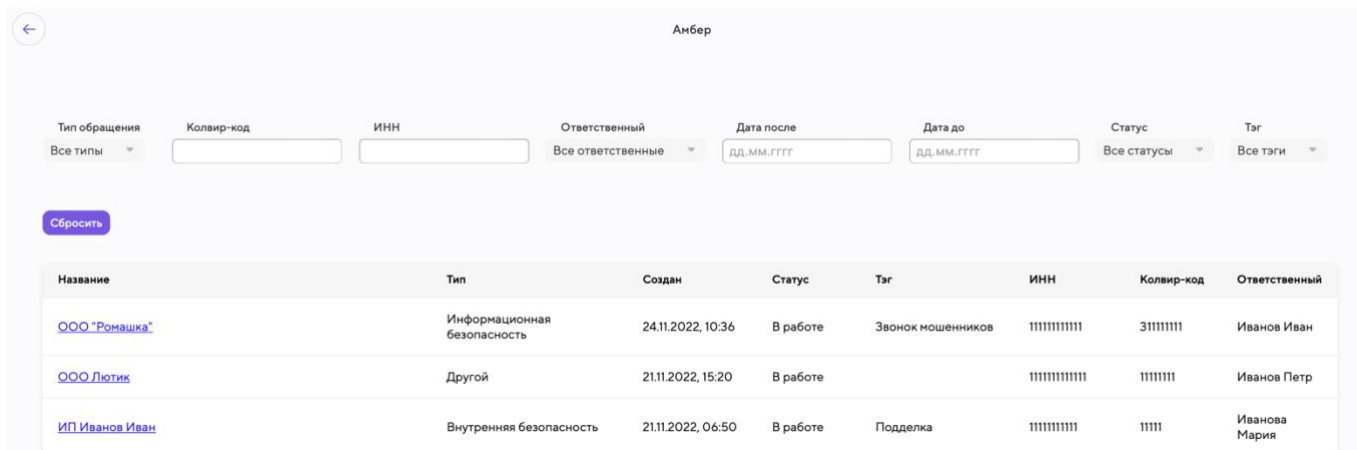 Амбер
Тип обращения Колвир-код ИНН Ответственный Дата после Дата до Статус Тэг
Все типы Все ответственные дд.мм.гггг дд.мм.гггг Все статусы Все тэги
Сбросить
Название Тип Создан Статус Тэг ИНН Колвир-код Ответственный
ООО "Ромашка" Информационная безопасность 24.11.2022, 10:36 В работе Звонок мошенников 111111111111 311111111 Иванов Иван
ООО Лютик Другой 21.11.2022, 15:20 В работе 1111111111111 11111111 Иванов Петр
ИП Иванов Иван Внутренняя безопасность 21.11.2022, 06:50 В работе Подделка 11111111111 11111 Иванова Мария